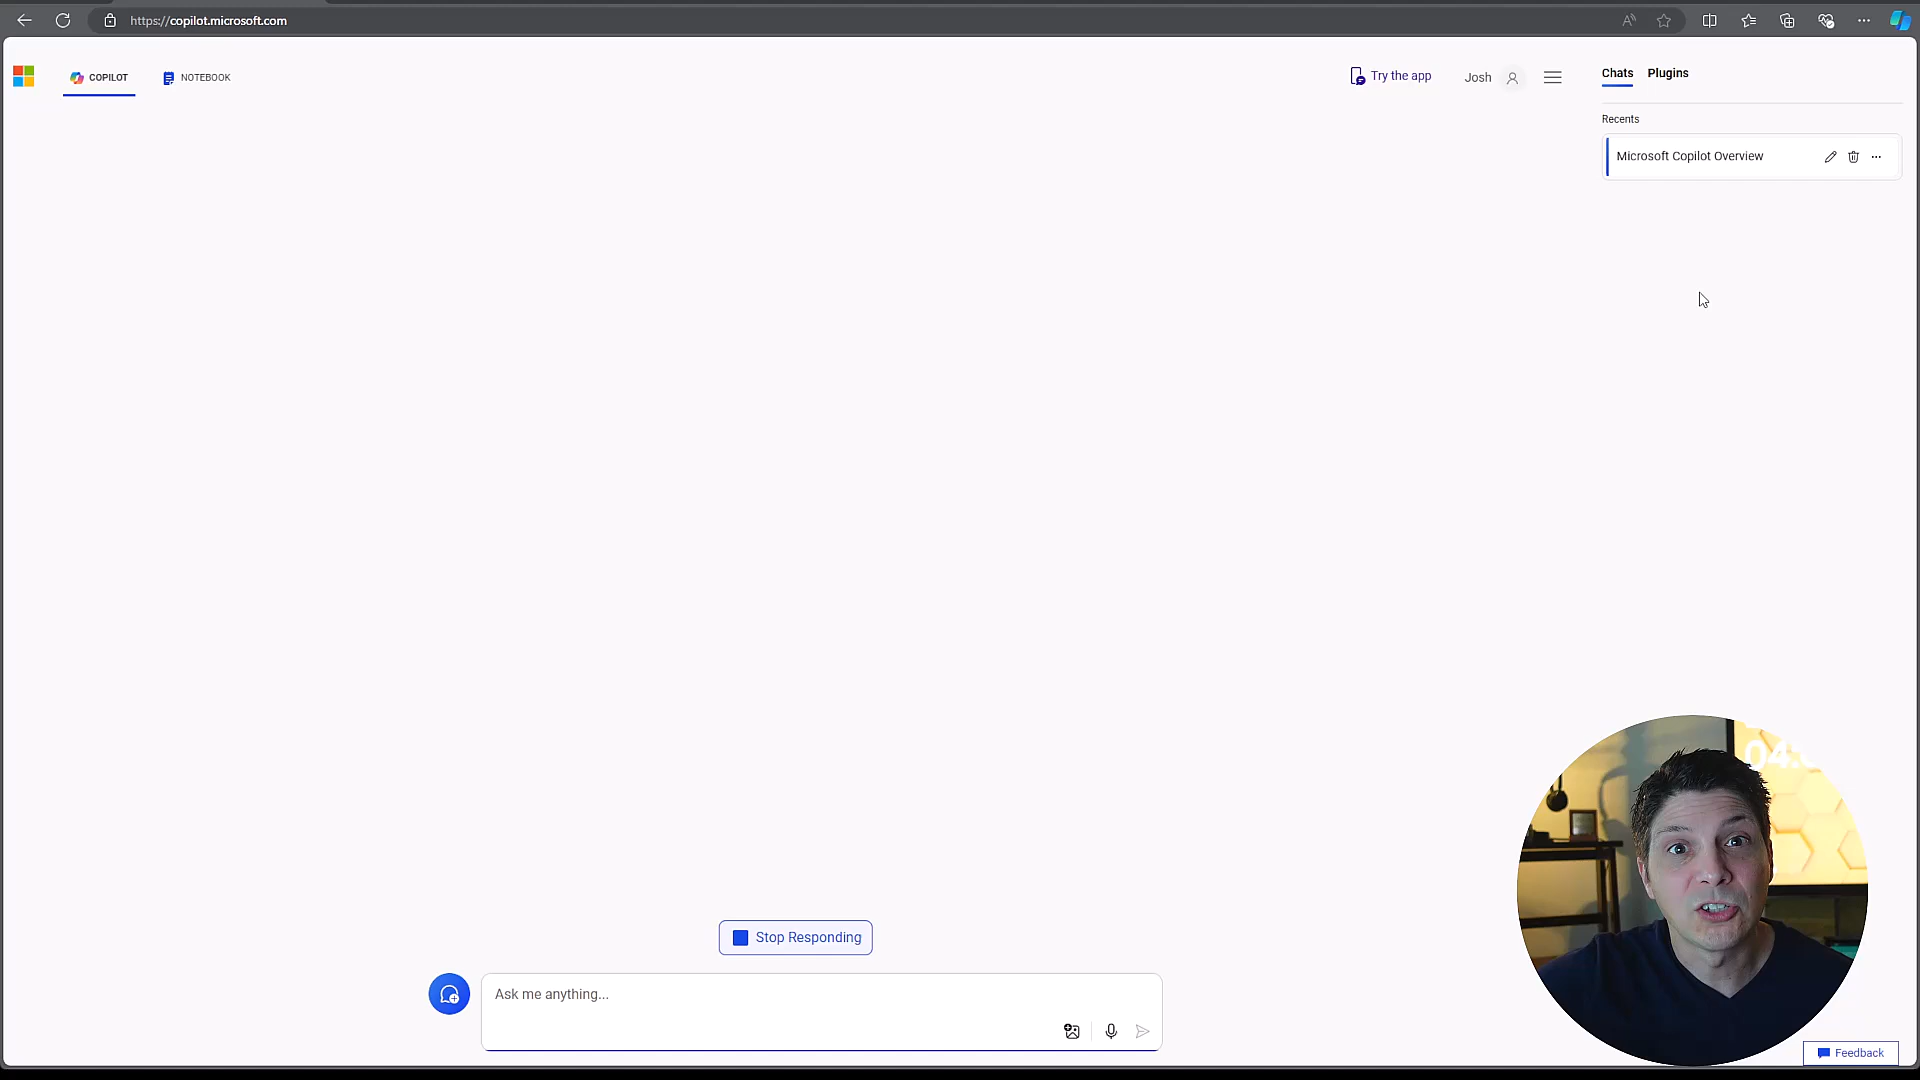 https://copilot.microsoft.com
COPILOT
NOTEBOOK
Try the app
Josh
Chats
Plugins
Recents
Microsoft Copilot Overview
Stop Responding
Ask me anything...
Feedback